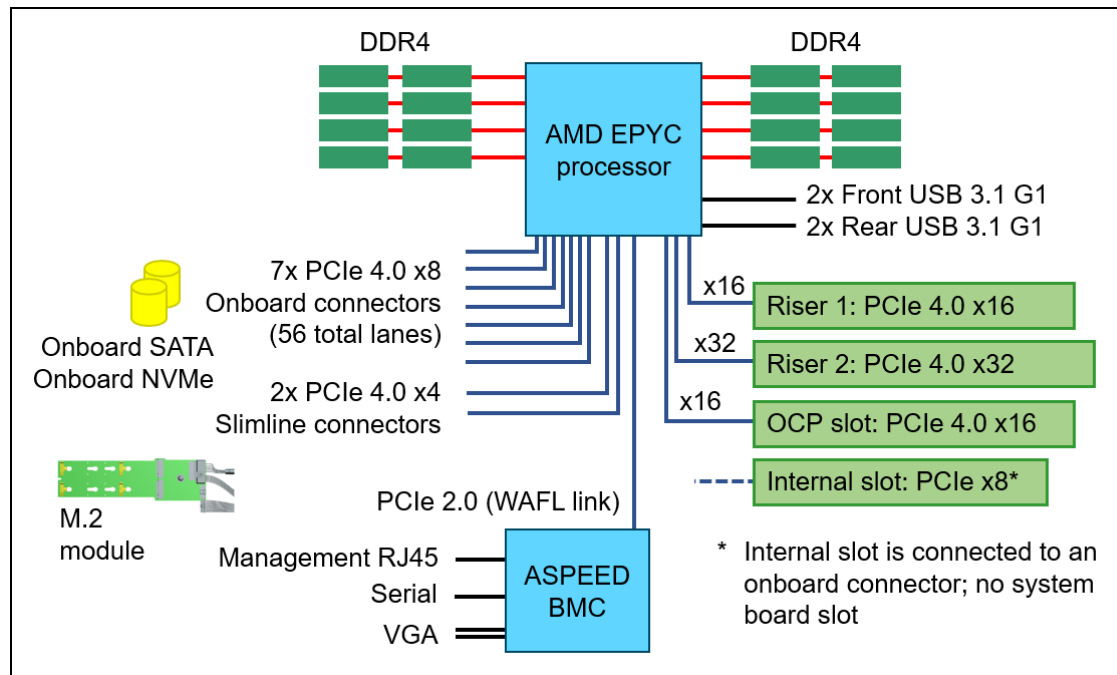 DDR4
DDR4
AMD EPYC
processor
2x Front USB 3.1 G1
2x Rear USB 3.1 G1
7x PCIe 4.0 x8
Onboard connectors
(56 total lanes)
Onboard SATA
Onboard NVMe
2x PCIe 4.0 x4
Slimline connectors
x16
Riser 1: PCIe 4.0 x16
x32
Riser 2: PCIe 4.0 x32
x16
OCP slot: PCIe 4.0 x16
Internal slot: PCIe x8*
M.2
module
PCIe 2.0 (WAFL link)
Management RJ45
Serial
VGA
ASPEED
BMC
* Internal slot is connected to an
onboard connector; no system
board slot